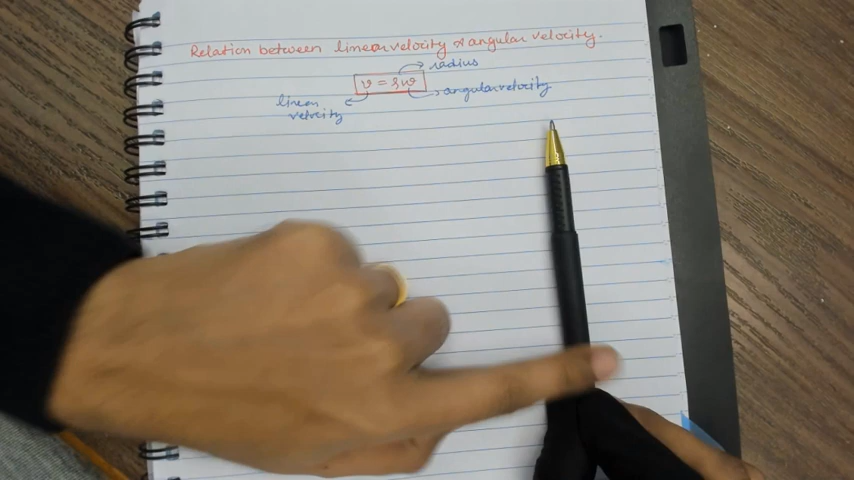 Relation between linear velocity & angular velocity.
radius
v = rω
angular velocity
linear
velocity